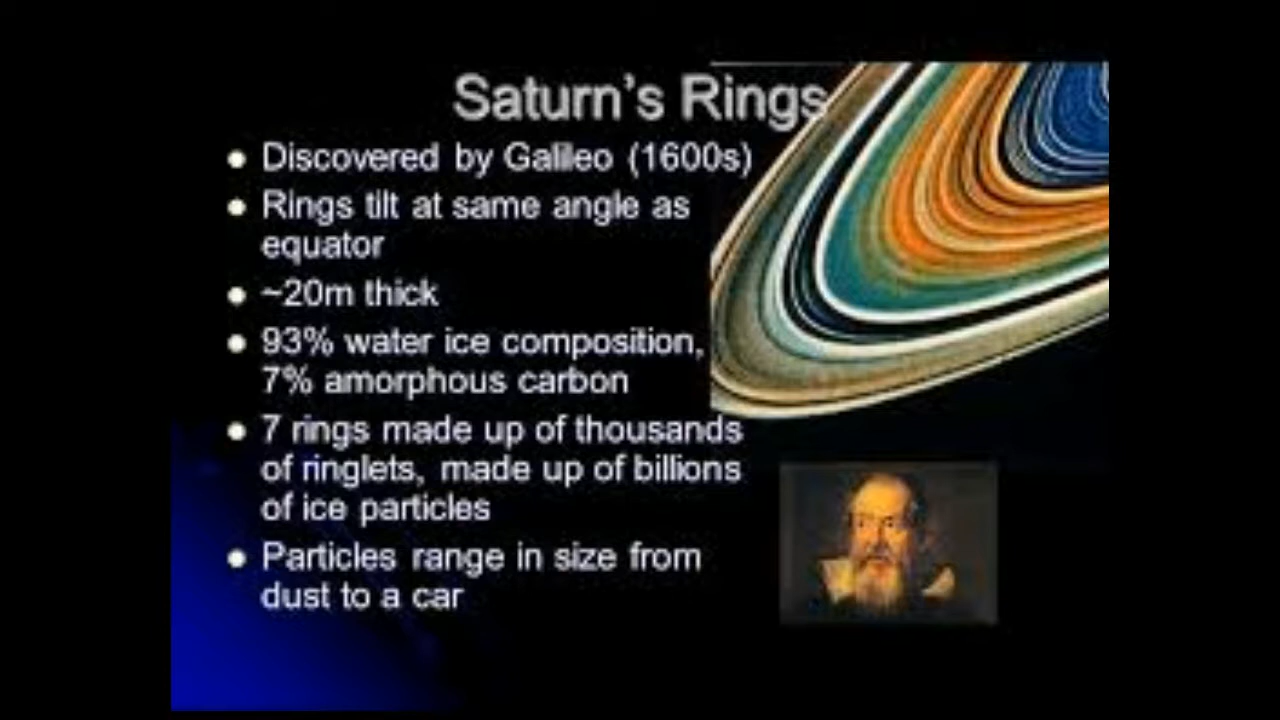 Saturn's Rings
Discovered by Galileo (1600s)
Rings tilt at same angle as
equator
~20m thick
93% water ice composition,
7% amorphous carbon
7 rings made up of thousands
of ringlets, made up of billions
of ice particles
Particles range in size from
dust to a car